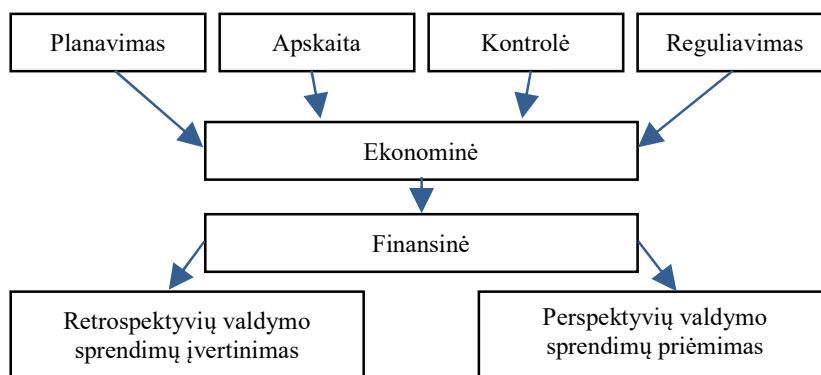 Planavimas
Apskaita
Kontrolė
Reguliavimas
Ekonominė
Finansinė
Retrospektyvių valdymo
sprendimų įvertinimas
Perspektyvių valdymo
sprendimų priėmimas